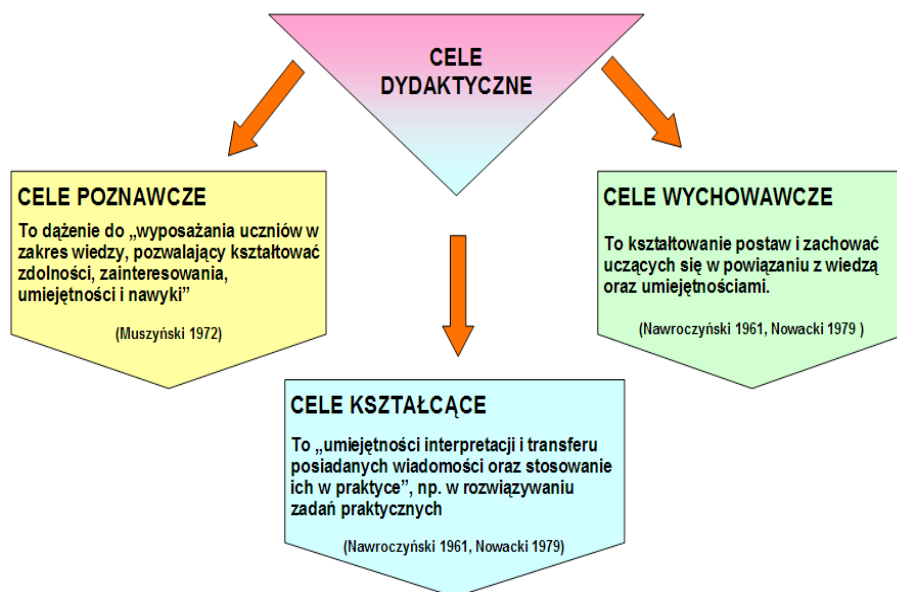 CELE
DYDAKTYCZNE
CELE POZNAWCZE
To dążenie do „wyposażania uczniów w
zakres wiedzy, pozwalający kształtować
zdolności, zainteresowania,
umiejętności i nawyki”
(Muszyński 1972)
CELE KSZTAŁCĄCE
To „umiejętności interpretacji i transferu
posiadanych wiadomości oraz stosowanie
ich w praktyce”, np. w rozwiązywaniu
zadań praktycznych
(Nawroczyński 1961, Nowacki 1979)
CELE WYCHOWAWCZE
To kształtowanie postaw i zachować
uczących się w powiązaniu z wiedzą
oraz umiejętnościami.
(Nawroczyński 1961, Nowacki 1979 )